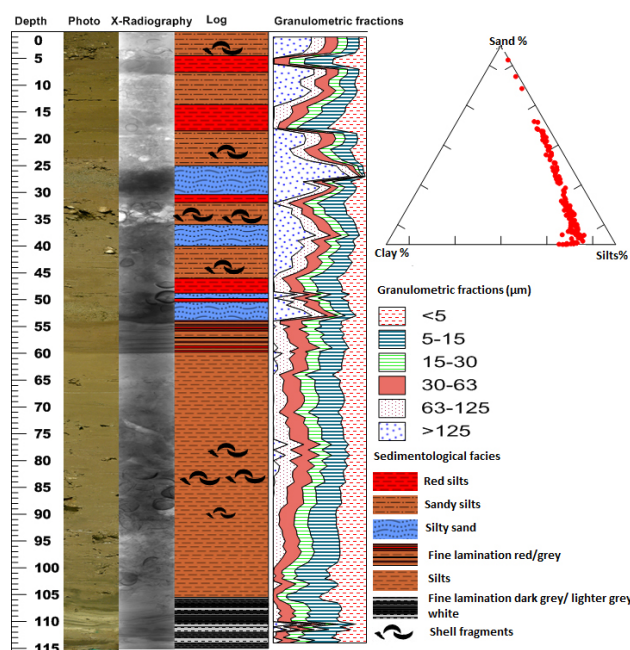 Depth Photo X-Radiography Log Granulometric fractions
0
5
10
15
20
25
30
35
40
45
50
55
60
65
70
75
80
85
90
95
100
105
110
115
Sand %
Clay %
Silts%
Granulometric fractions (µm)
<5
5-15
15-30
30-63
63-125
>125
Sedimentological facies
Red silts
Sandy silts
Silty sand
Fine lamination red/grey
Silts
Fine lamination dark grey/ lighter grey
white
Shell fragments